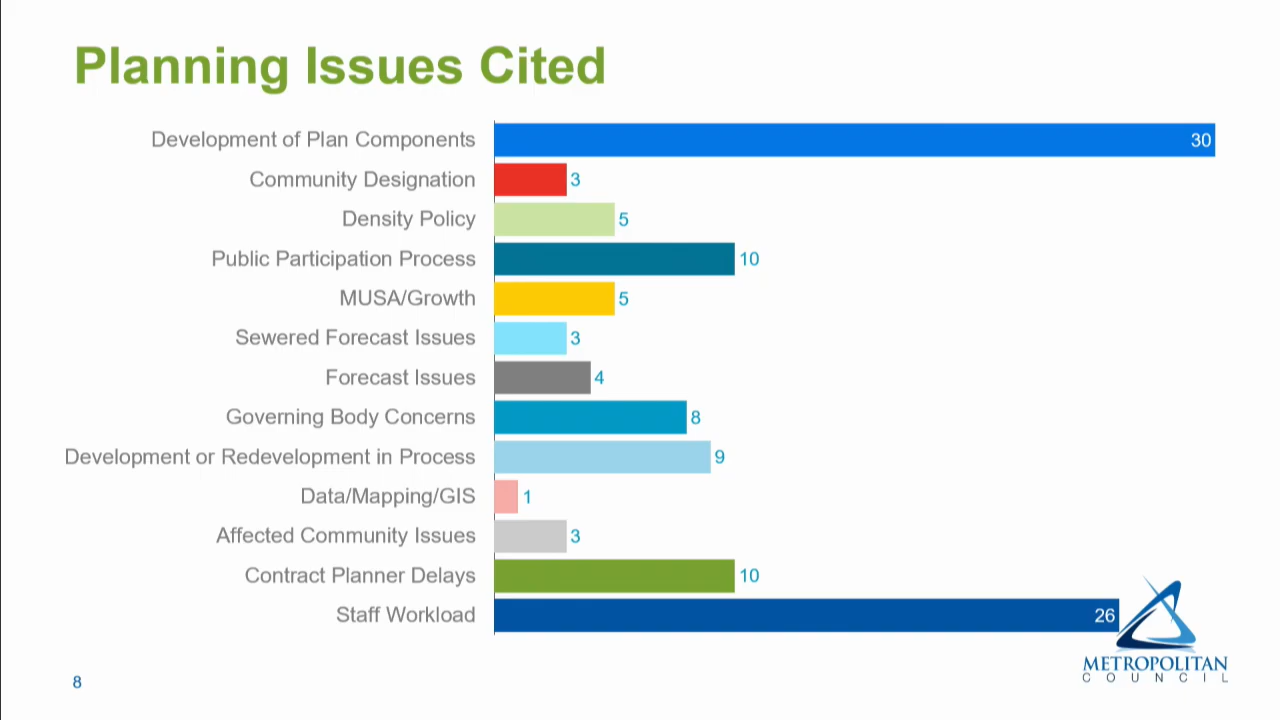 Planning Issues Cited
Development of Plan Components 30
Community Designation 3
Density Policy 5
Public Participation Process 10
MUSA/Growth 5
Sewered Forecast Issues 3
Forecast Issues 4
Governing Body Concerns 8
Development or Redevelopment in Process 9
Data/Mapping/GIS 1
Affected Community Issues 3
Contract Planner Delays 10
Staff Workload 26
METROPOLITAN
COUNCIL
8